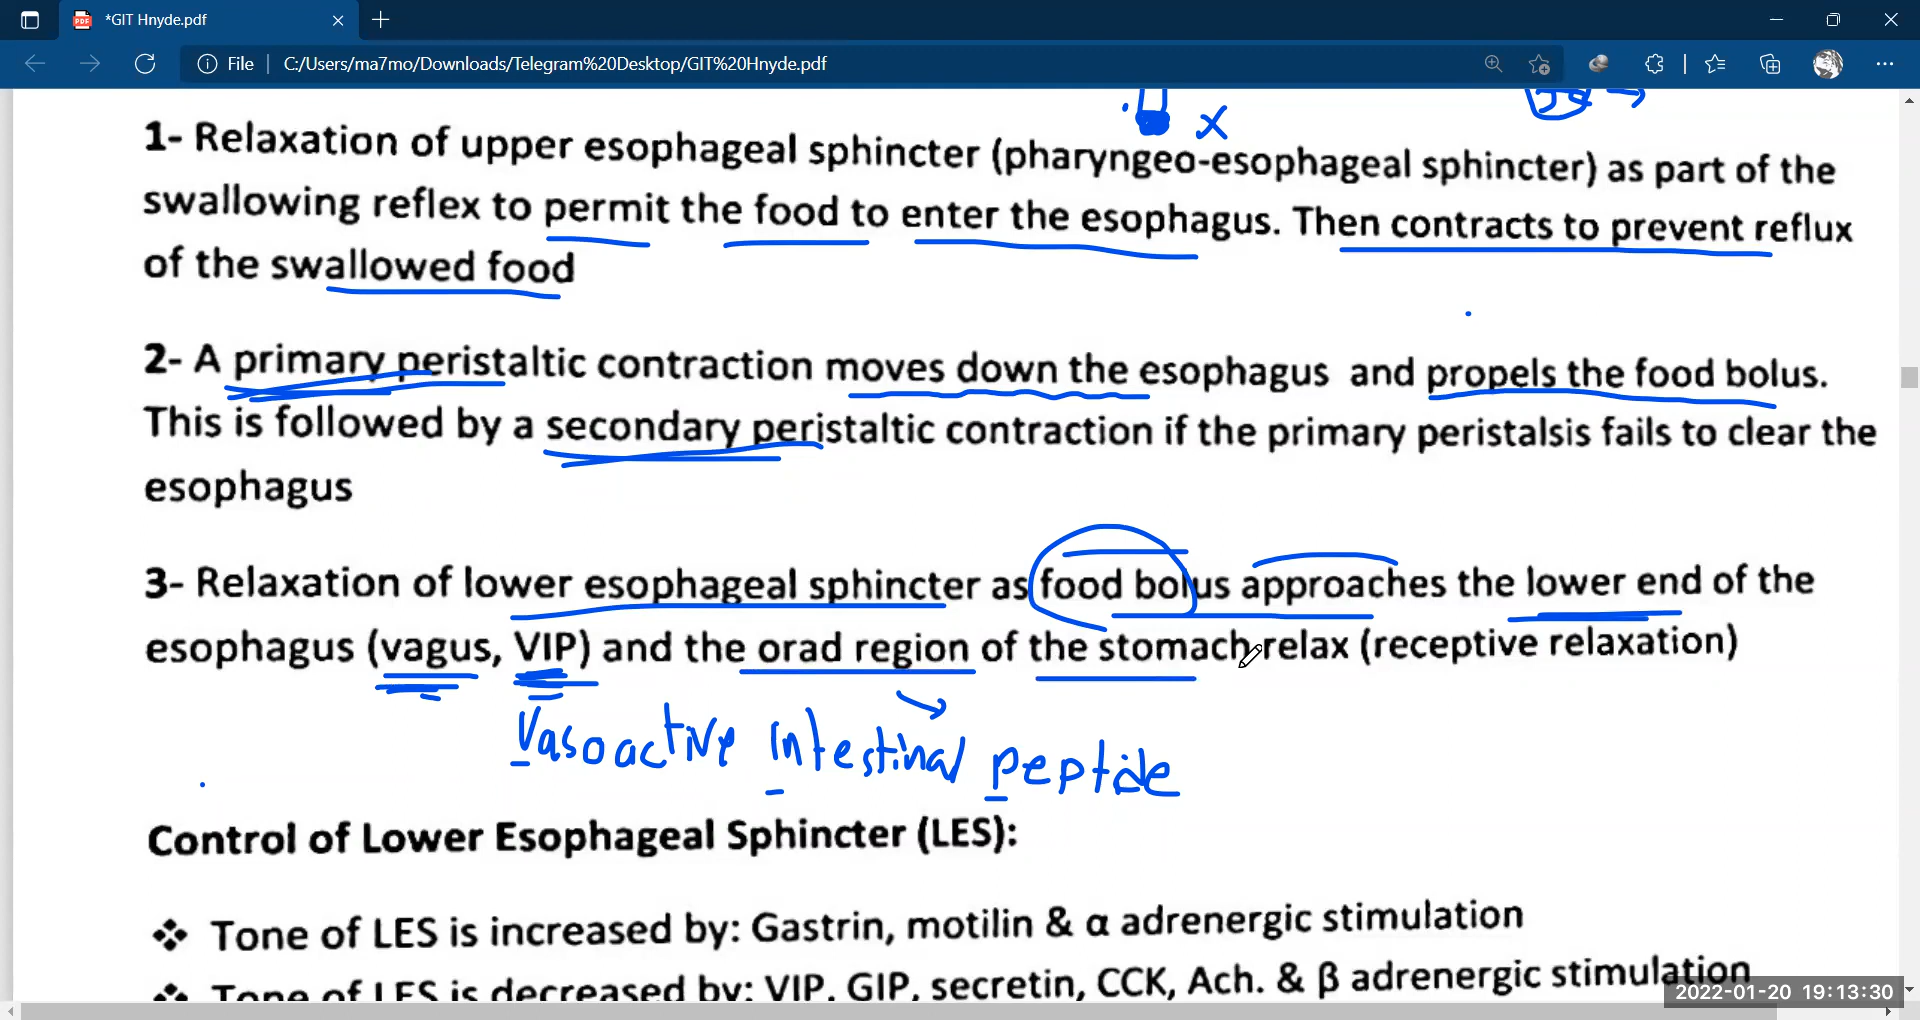 *GIT Hnyde.pdf
File
C:/Users/ma7mo/Downloads/Telegram%20Desktop/GIT%20Hnyde.pdf
x
1- Relaxation of upper esophageal sphincter (pharyngeo-esophageal sphincter) as part of the
swallowing reflex to permit the food to enter the esophagus. Then contracts to prevent reflux
of the swallowed food
2- A primary peristaltic contraction moves down the esophagus and propels the food bolus.
This is followed by a secondary peristaltic contraction if the primary peristalsis fails to clear the
esophagus
3- Relaxation of lower esophageal sphincter as food bolus approaches the lower end of the
esophagus (vagus, VIP) and the orad region of the stomach relax (receptive relaxation)
Vasoactive intestinal peptide
Control of Lower Esophageal Sphincter (LES):
❖ Tone of LES is increased by: Gastrin, motilin & α adrenergic stimulation
❖ Tone of LES is decreased by: VIP, GIP, secretin, CCK, Ach. & β adrenergic stimulation
2022-01-20 19:13:30